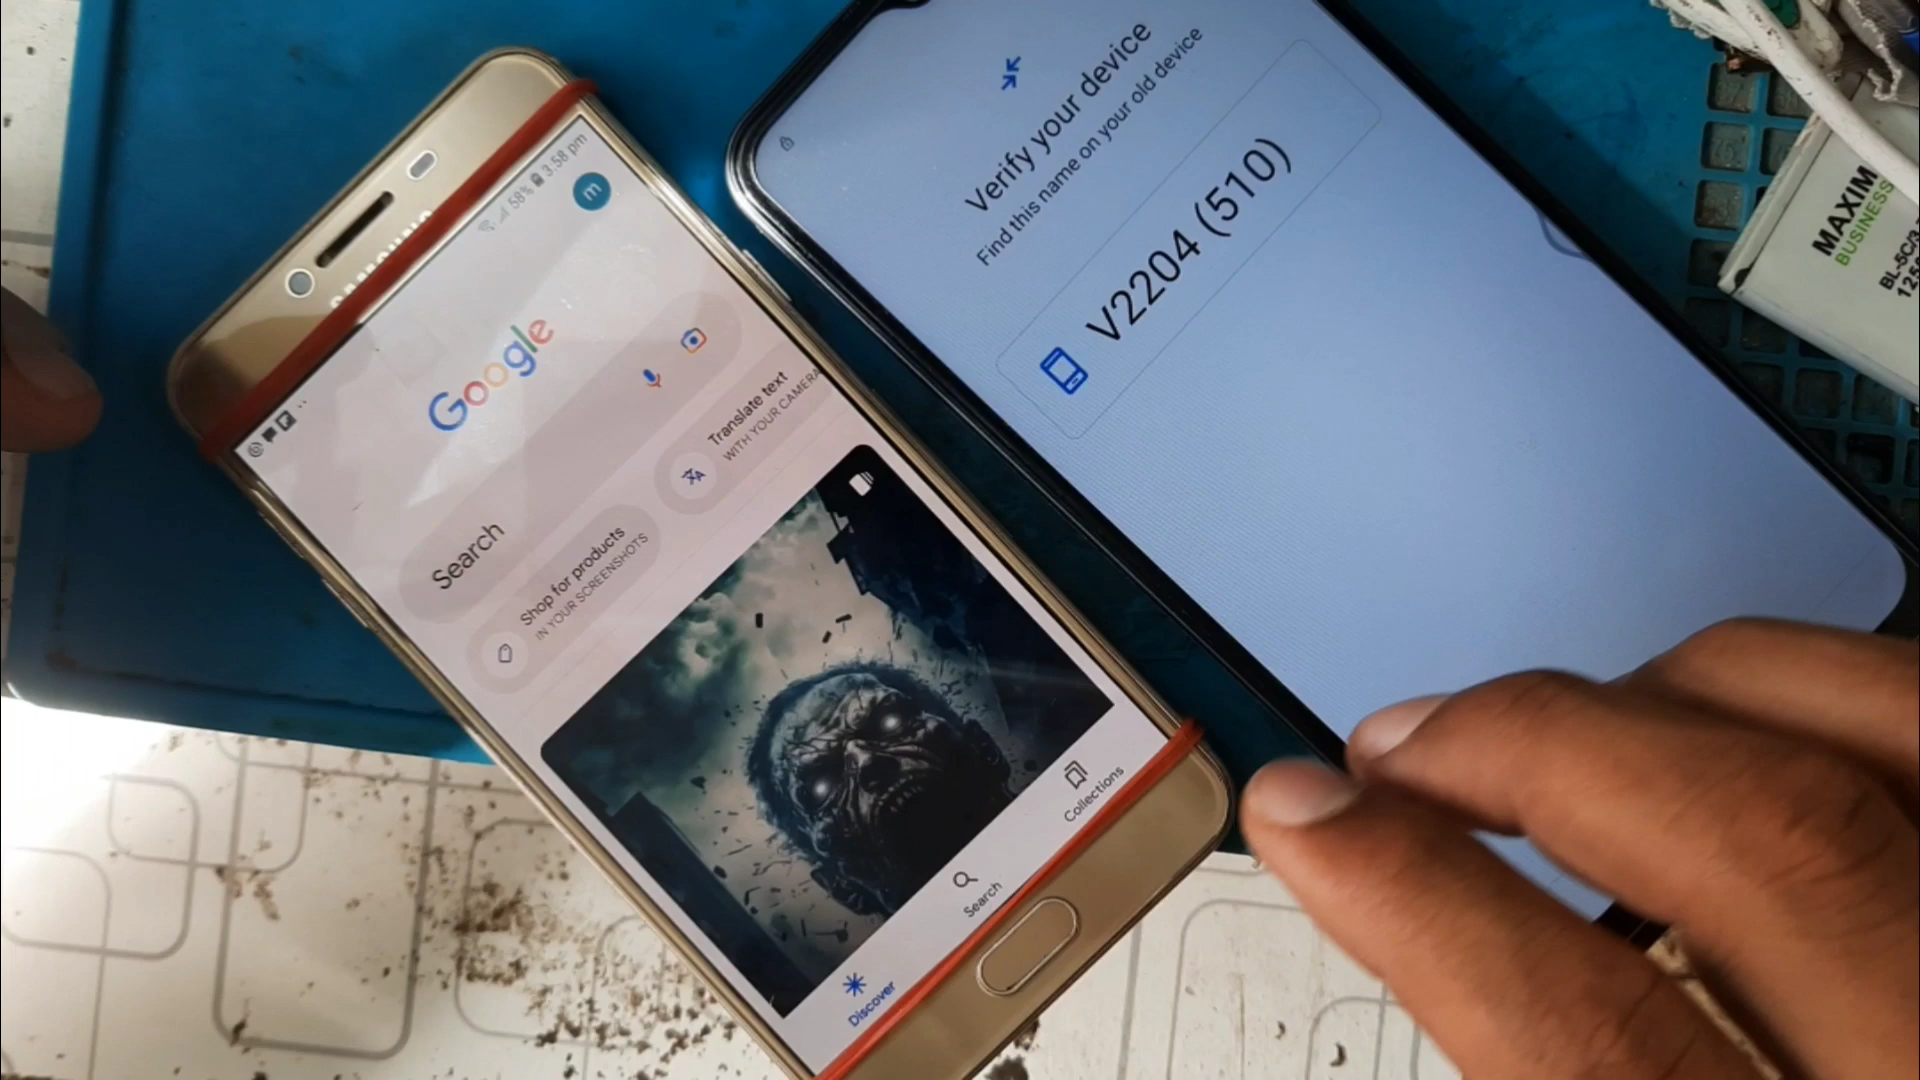 SAMSUNG
58% 3:58 pm
m
Google
Search
Shop for products
IN YOUR SCREENSHOTS
Translate text
WITH YOUR CAMERA
Discover
Search
Collections
Verify your device
Find this name on your old device
V2204 (510)
MAXIM
BUSINESS